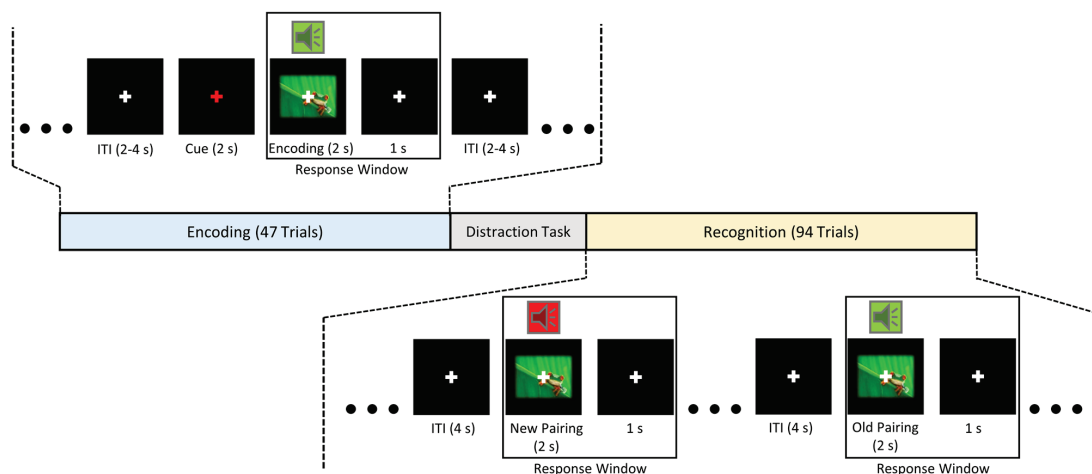 ITI (2-4 s)
Cue (2 s)
Encoding (2 s)
1 s
ITI (2-4 s)
Response Window
Encoding (47 Trials)
Distraction Task
Recognition (94 Trials)
ITI (4 s)
New Pairing
(2 s)
1 s
ITI (4 s)
Old Pairing
(2 s)
1 s
Response Window
Response Window